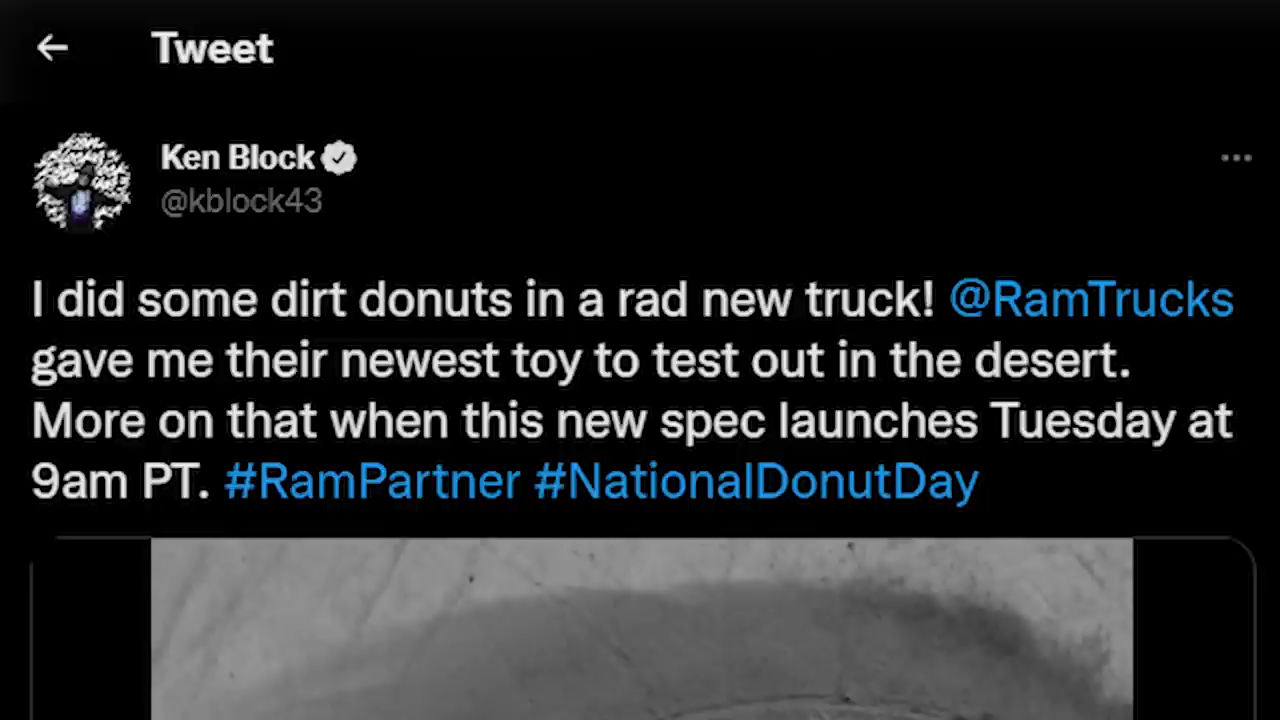 Tweet
Ken Block
@kblock43
I did some dirt donuts in a rad new truck! @RamTrucks
gave me their newest toy to test out in the desert.
More on that when this new spec launches Tuesday at
9am PT. #RamPartner #NationalDonutDay